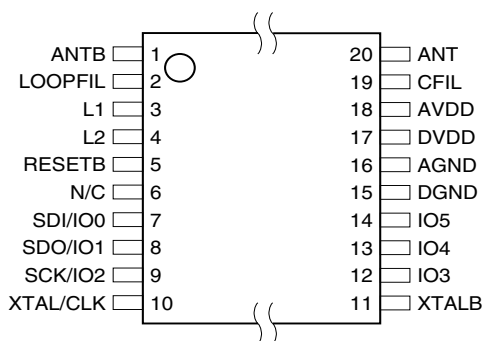 ANTB 1 20 ANT
LOOPFIL 2 19 CFIL
L1 3 18 AVDD
L2 4 17 DVDD
RESETB 5 16 AGND
N/C 6 15 DGND
SDI/IO0 7 14 IO5
SDO/IO1 8 13 IO4
SCK/IO2 9 12 IO3
XTAL/CLK 10 11 XTALB